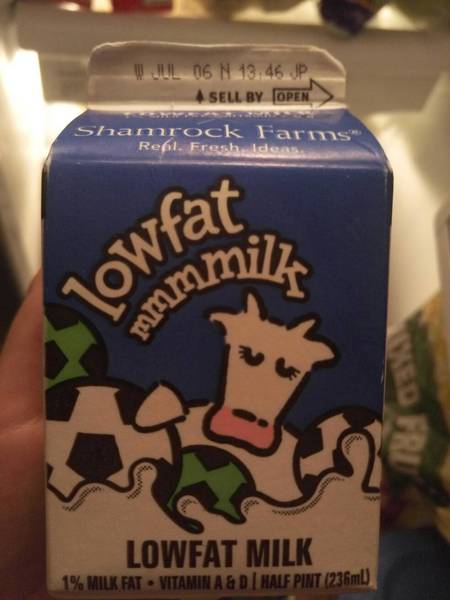 W JUL 06 N 13:46 JP
SELL BY OPEN
Shamrock Farms®
Real. Fresh. Ideas.
lowfat
mmmmilk
LOWFAT MILK
1% MILK FAT • VITAMIN A & D | HALF PINT (236mL)
FRU